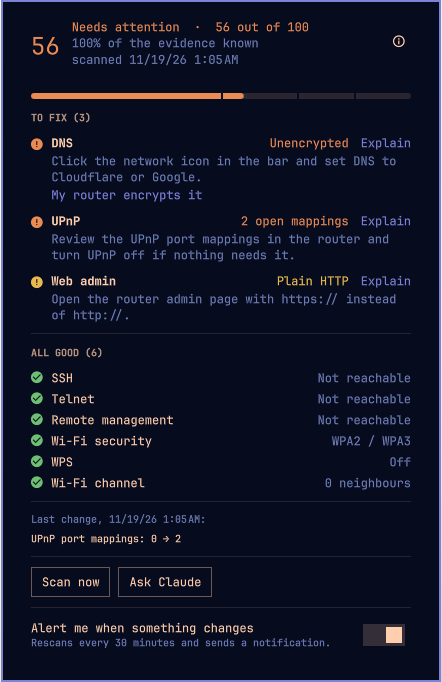 56
Needs attention · 56 out of 100
100% of the evidence known
scanned 11/19/26 1:05 AM
TO FIX (3)
DNS Unencrypted Explain
Click the network icon in the bar and set DNS to
Cloudflare or Google.
My router encrypts it
UPnP 2 open mappings Explain
Review the UPnP port mappings in the router and
turn UPnP off if nothing needs it.
Web admin Plain HTTP Explain
Open the router admin page with https:// instead
of http://.
ALL GOOD (6)
SSH Not reachable
Telnet Not reachable
Remote management Not reachable
Wi-Fi security WPA2 / WPA3
WPS Off
Wi-Fi channel 0 neighbours
Last change, 11/19/26 1:05 AM:
UPnP port mappings: 0 → 2
Scan now Ask Claude
Alert me when something changes
Rescans every 30 minutes and sends a notification.